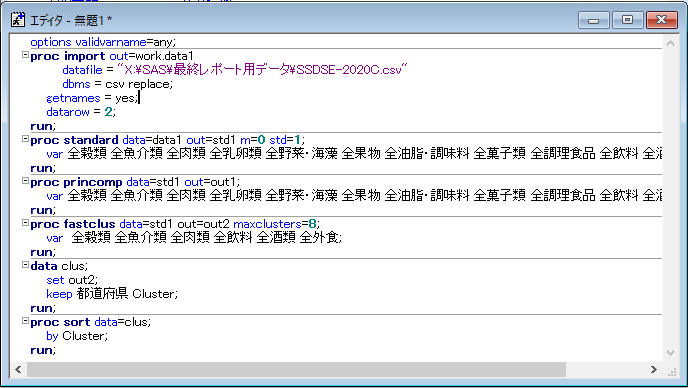 エディタ - 無題1 *
options validvarname=any;
proc import out=work.data1
datafile = "X:¥SAS¥最終レポート用データ¥SSDSE-2020C.csv"
dbms = csv replace;
getnames = yes;
datarow = 2;
run;
proc standard data=data1 out=std1 m=0 std=1;
var 全穀類 全魚介類 全肉類 全乳卵類 全野菜・海藻 全果物 全油脂・調味料 全菓子類 全調理食品 全飲料 全酒
run;
proc princomp data=std1 out=out1;
var 全穀類 全魚介類 全肉類 全乳卵類 全野菜・海藻 全果物 全油脂・調味料 全菓子類 全調理食品 全飲料 全酒
run;
proc fastclus data=std1 out=out2 maxclusters=8;
var 全穀類 全魚介類 全肉類 全飲料 全酒類 全外食;
run;
data clus;
set out2;
keep 都道府県 Cluster;
run;
proc sort data=clus;
by Cluster;
run;